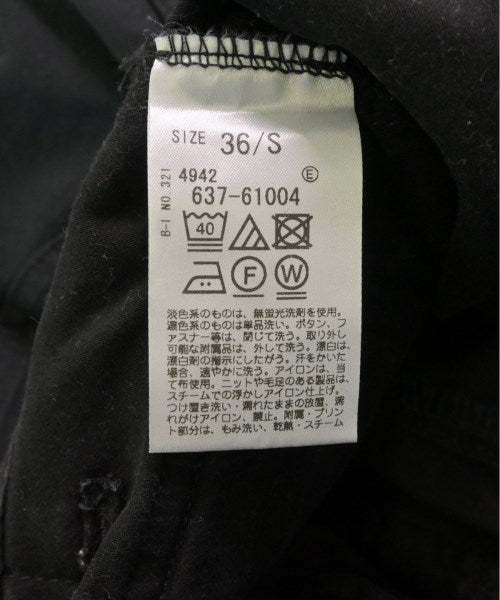 SIZE 36/S
4942 E
637-61004
B-I NO 321
40
F W
淡色系のものは、無蛍光洗剤を使用。
濃色系のものは単品洗い。ボタン、フ
ァスナー等は、閉じて洗う。取り外し
可能な附属品は、外して洗う。漂白は、
漂白剤の指示にしたがう。汗をかいた
場合、速やかに洗う。アイロンは、当
て布使用。ニットや毛足のある製品は、
スチームでの浮かしアイロン仕上げ。
つけ置き洗い・濡れたままの放置、濡
れがけアイロン、禁止。附属・プリン
ト部分は、もみ洗い、乾熱・スチーム